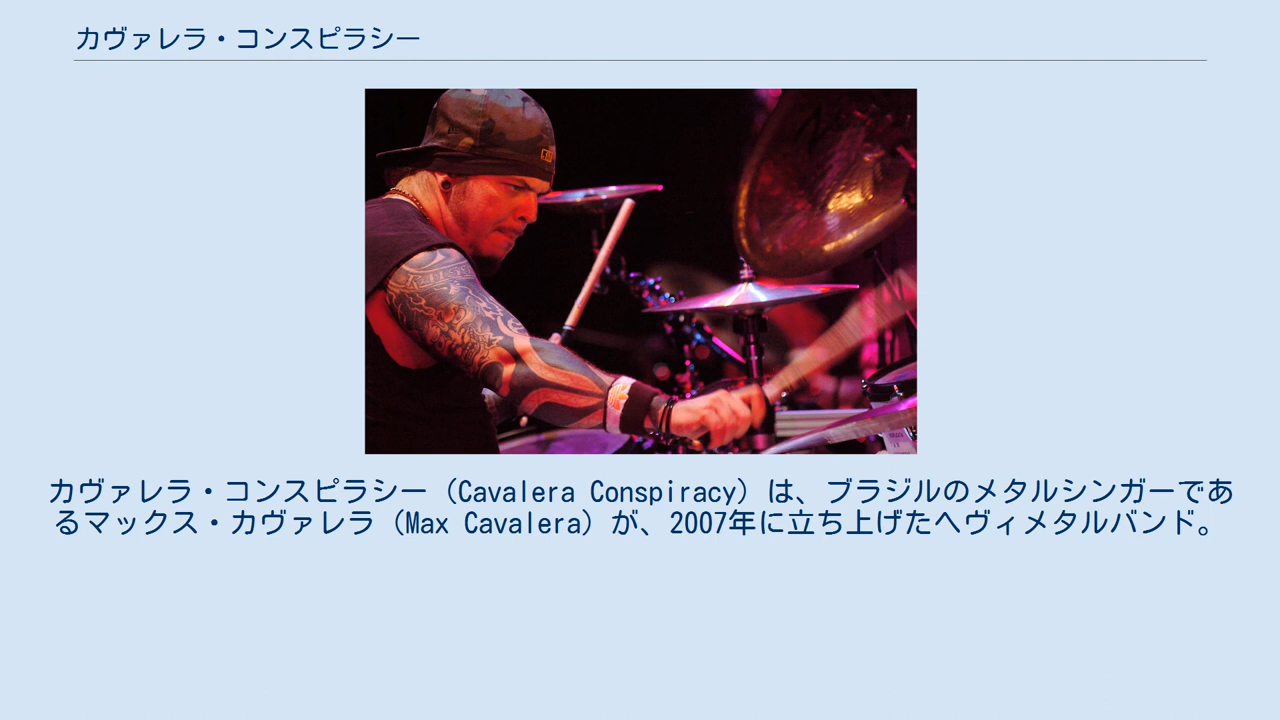 カヴァレラ・コンスピラシー
カヴァレラ・コンスピラシー（Cavalera Conspiracy）は、ブラジルのメタルシンガーであ
るマックス・カヴァレラ（Max Cavalera）が、2007年に立ち上げたヘヴィメタルバンド。